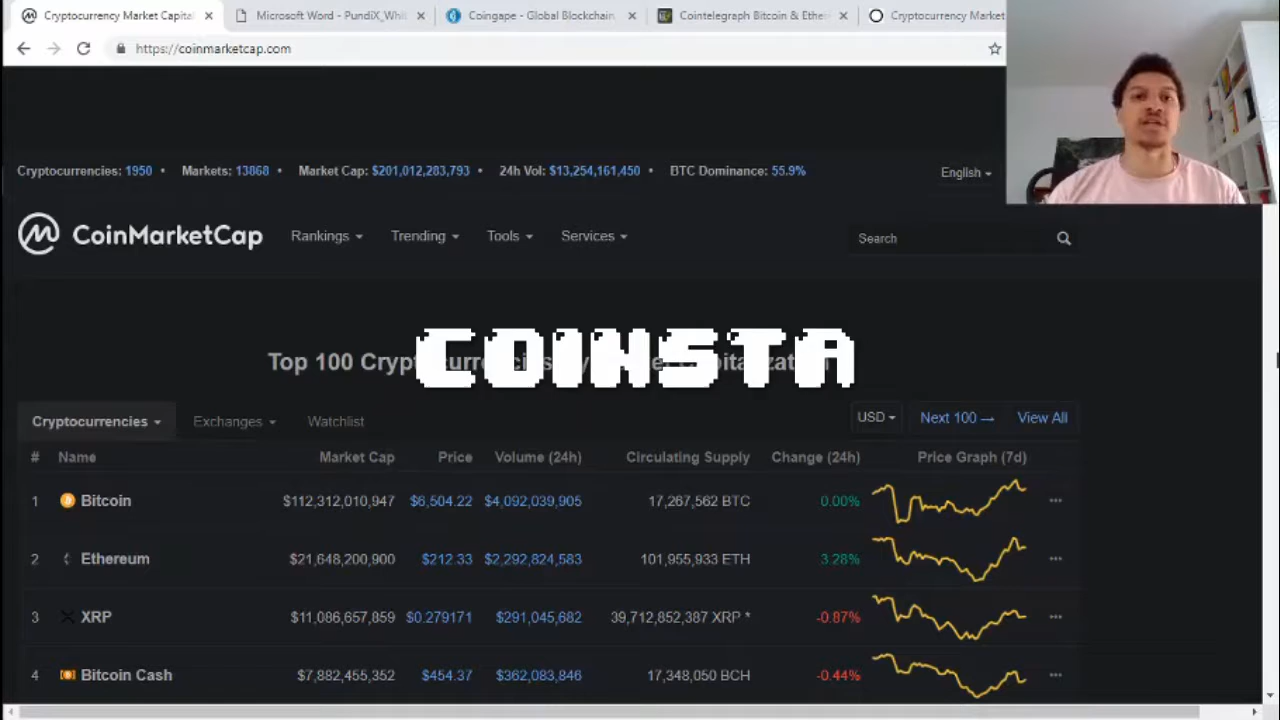 Cryptocurrency Market Capital
Microsoft Word - PundiX_Whit
Coingape - Global Blockchain
Cointelegraph Bitcoin & Ether
Cryptocurrency Market
https://coinmarketcap.com
Cryptocurrencies: 1950 • Markets: 13868 • Market Cap: $201,012,283,793 • 24h Vol: $13,254,161,450 • BTC Dominance: 55.9%
English
CoinMarketCap
Rankings Trending Tools Services
Search
COINSTA
Top 100
Cryptocurrencies Exchanges Watchlist
USD Next 100 → View All
# Name Market Cap Price Volume (24h) Circulating Supply Change (24h) Price Graph (7d)
1 Bitcoin $112,312,010,947 $6,504.22 $4,092,039,905 17,267,562 BTC 0.00%
2 Ethereum $21,648,200,900 $212.33 $2,292,824,583 101,955,933 ETH 3.28%
3 XRP $11,086,657,859 $0.279171 $291,045,682 39,712,852,387 XRP * -0.87%
4 Bitcoin Cash $7,882,455,352 $454.37 $362,083,846 17,348,050 BCH -0.44%